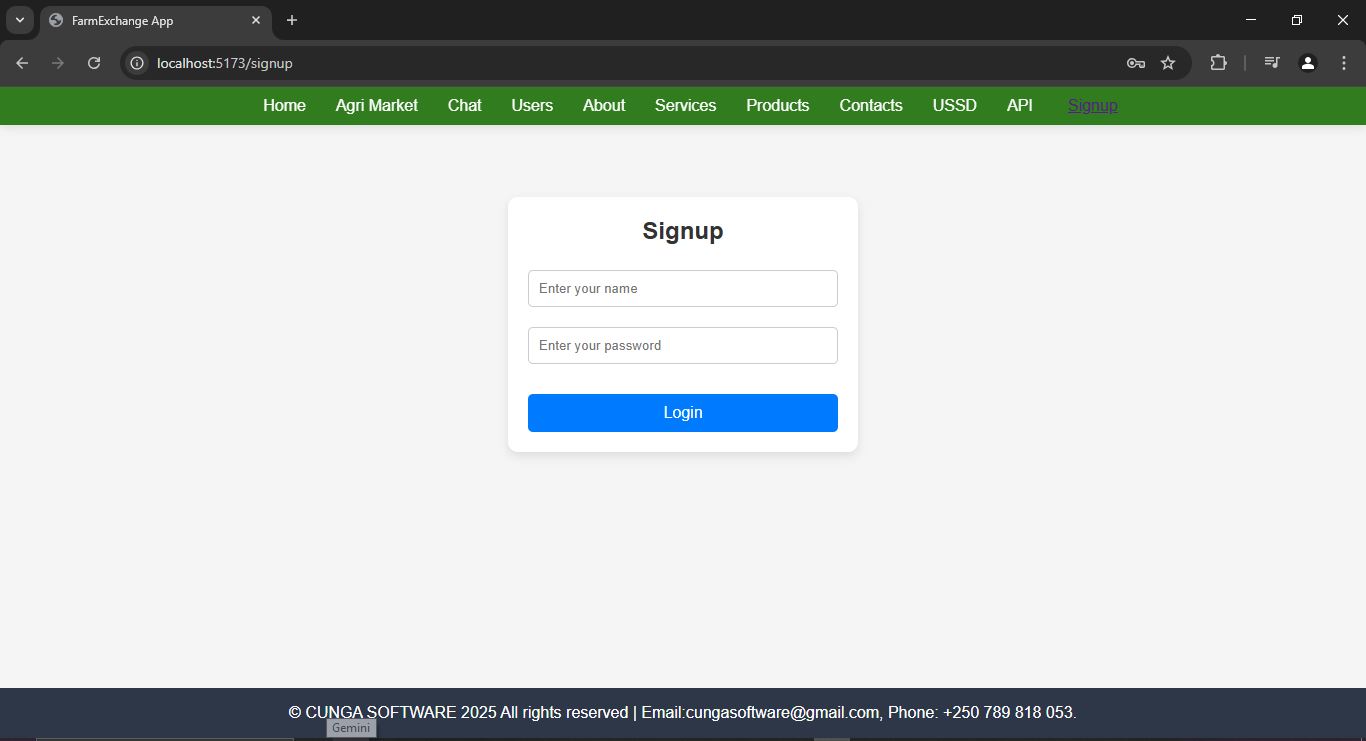 FarmExchange App
localhost:5173/signup
Home Agri Market Chat Users About Services Products Contacts USSD API Signup
Signup
Enter your name
Enter your password
Login
© CUNGA SOFTWARE 2025 All rights reserved | Email:cungasoftware@gmail.com, Phone: +250 789 818 053.
Gemini